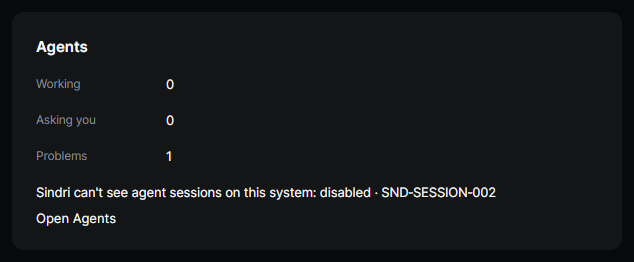 Agents
Working 0
Asking you 0
Problems 1
Sindri can't see agent sessions on this system: disabled · SND-SESSION-002
Open Agents